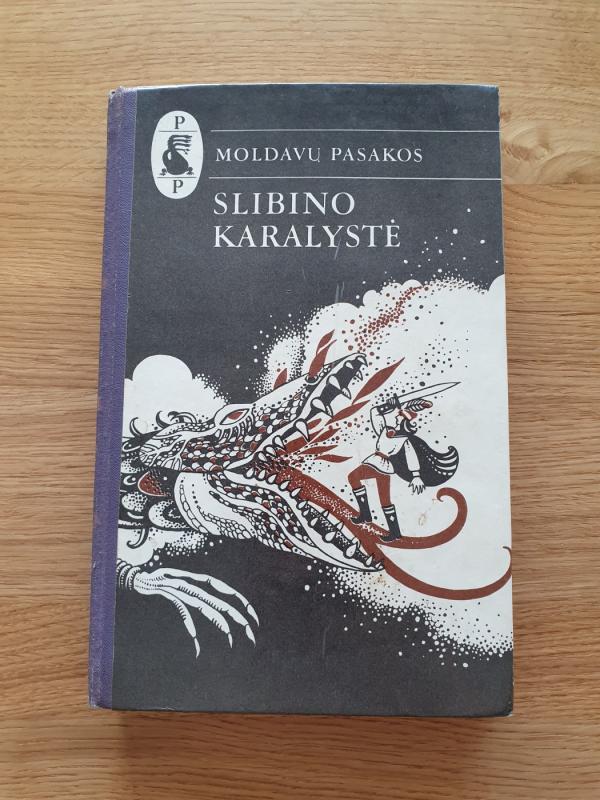 P
P
MOLDAVŲ PASAKOS
SLIBINO
KARALYSTĖ